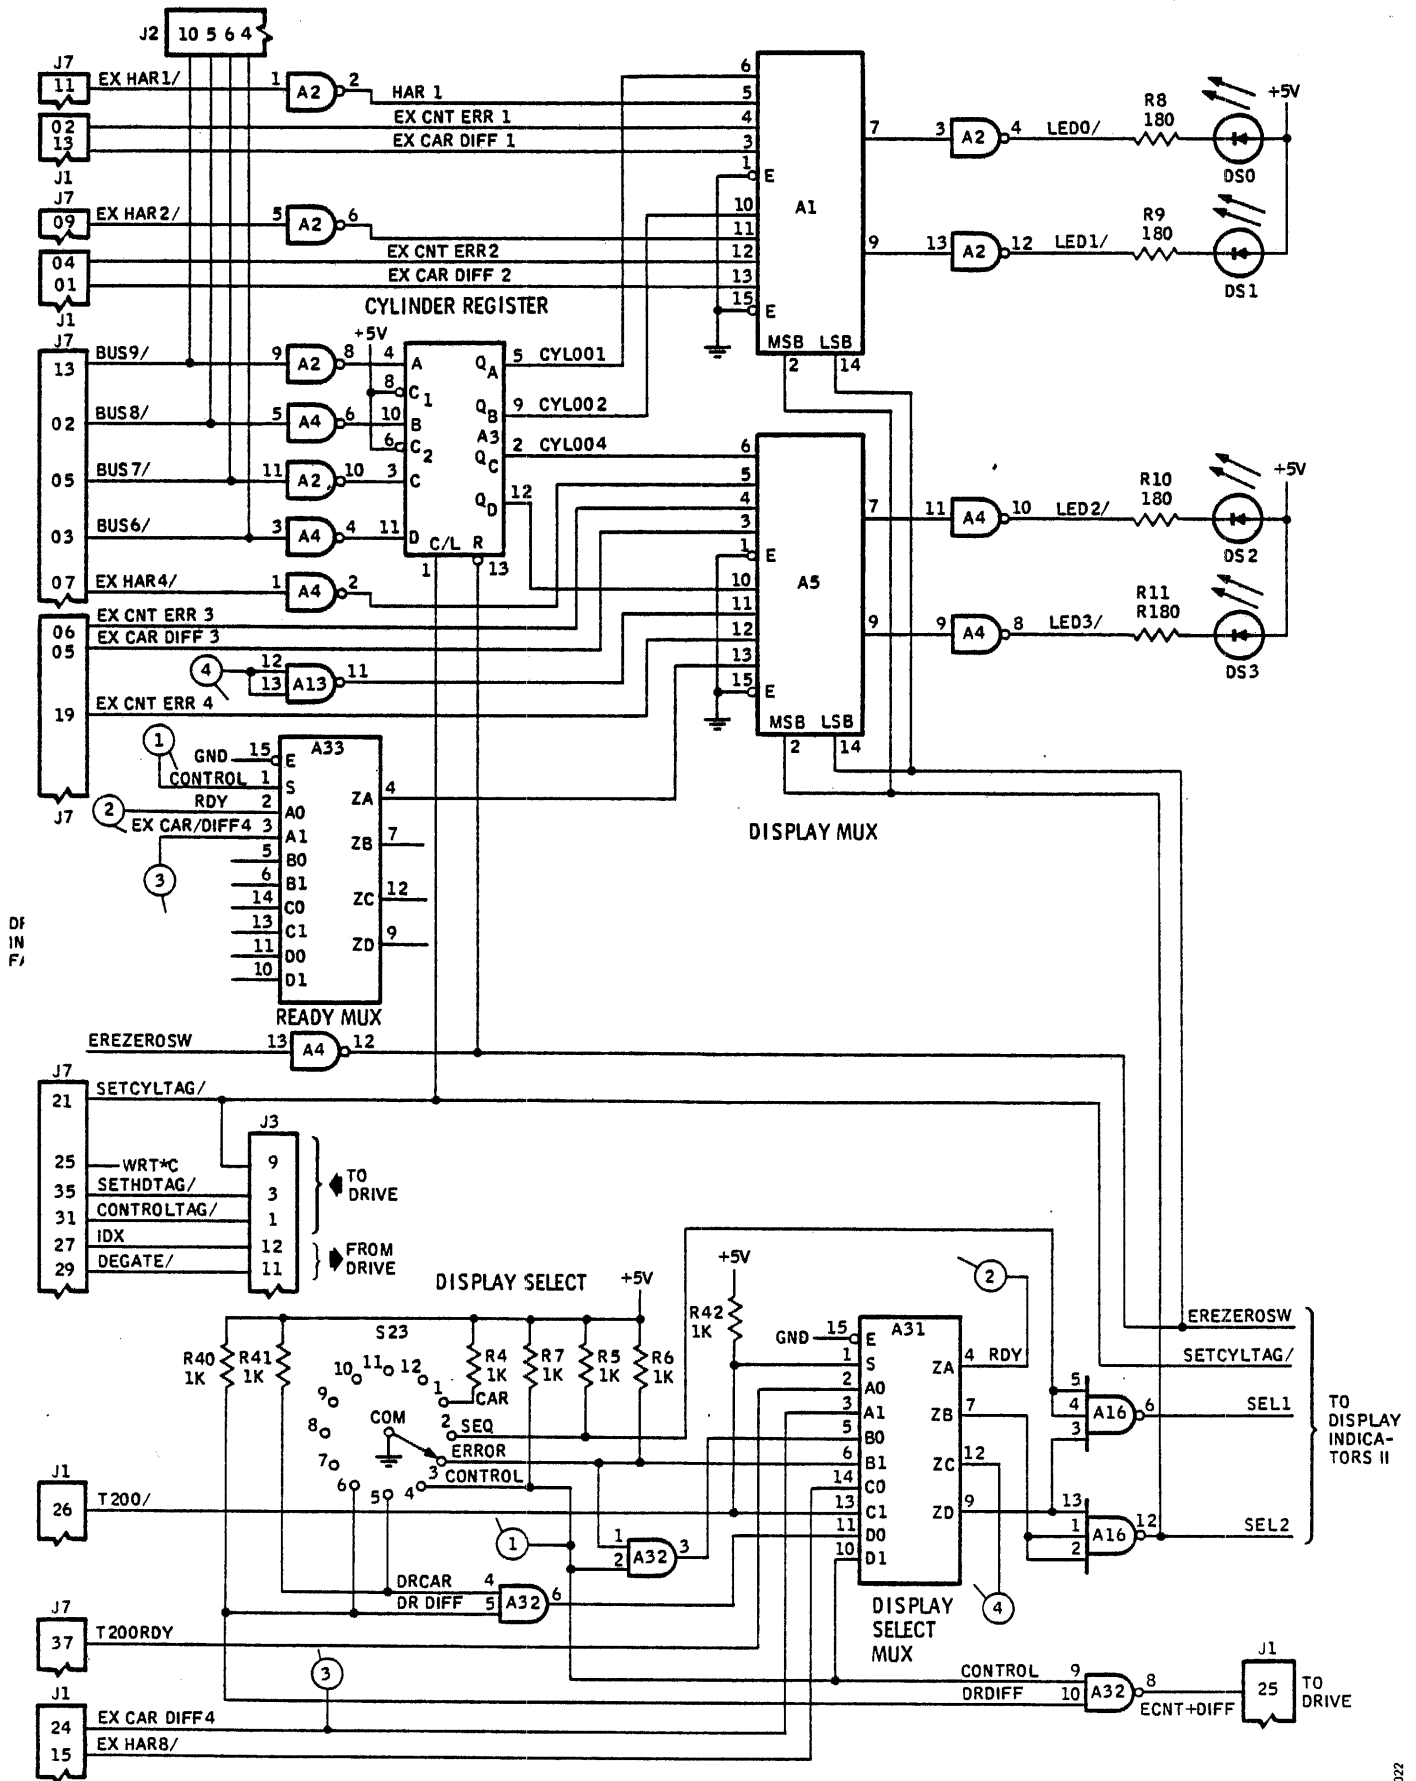 J2 10 5 6 4
J7
11 EX HAR1/ 1 A2 2 HAR 1
02 EX CNT ERR 1
13 EX CAR DIFF 1
J1
J7
09 EX HAR2/ 5 A2 6
04 EX CNT ERR2
01 EX CAR DIFF 2
J1
6
5
4
3
1 E
10
11
12
13
15 E
A1
MSB LSB
2 14
7 3 A2 4 LED0/ R8 180 +5V
DS0
9 13 A2 12 LED1/ R9 180
DS1
CYLINDER REGISTER
+5V
J7
13 BUS9/ 9 A2 8 4 A QA 5 CYL001
8 C1
02 BUS8/ 5 A4 6 10 B QB 9 CYL002
A3
6 C2 QC 2 CYL004
05 BUS7/ 11 A2 10 3 C
QD 12
03 BUS6/ 3 A4 4 11 D C/L R
1 13
07 EX HAR4/ 1 A4 2
06 EX CNT ERR 3
05 EX CAR DIFF 3
4 12 13 A13 11
19 EX CNT ERR 4
J7
6
5
4
3
1 E
10
11
12
13
15 E
A5
MSB LSB
2 14
7 11 A4 10 LED2/ R10 180 +5V
DS2
9 9 A4 8 LED3/ R11 R180
DS3
DISPLAY MUX
1
GND 15 E A33
CONTROL 1 S
2 RDY 2 A0 ZA 4
EX CAR/DIFF4 3 A1
3
5 B0 ZB 7
6 B1
14 C0 ZC 12
13 C1
11 D0 ZD 9
10 D1
READY MUX
EREZEROSW 13 A4 12
J7
21 SETCYLTAG/
J3
25 WRT*C 9
35 SETHDTAG/ 3
31 CONTROLTAG/ 1
TO
DRIVE
27 IDX 12
29 DEGATE/ 11
FROM
DRIVE
DISPLAY SELECT +5V
S23
R40 1K
R41 1K
R4 1K
R7 1K
R5 1K
R6 1K
+5V
R42 1K
10 11 12
9
8
7
6
5
4 CONTROL
3 ERROR
2 SEQ
1 CAR
COM
J1
26 T200/
1
1
2 A32 3
DRCAR 4
DR DIFF 5 A32 6
2
GND 15 E A31
1 S
2 A0 ZA 4 RDY
3 A1
5 B0 ZB 7
6 B1
14 C0 ZC 12
13 C1
11 D0 ZD 9
10 D1
4
DISPLAY
SELECT
MUX
5
4
3 A16 6 SEL1
13
1
2 A16 12 SEL2
EREZEROSW
SETCYLTAG/
TO
DISPLAY
INDICA-
TORS II
J7
37 T200RDY
3
J1
24 EX CAR DIFF4
15 EX HAR8/
CONTROL 9
DRDIFF 10 A32 8
ECNT+DIFF
J1
25
TO
DRIVE
022